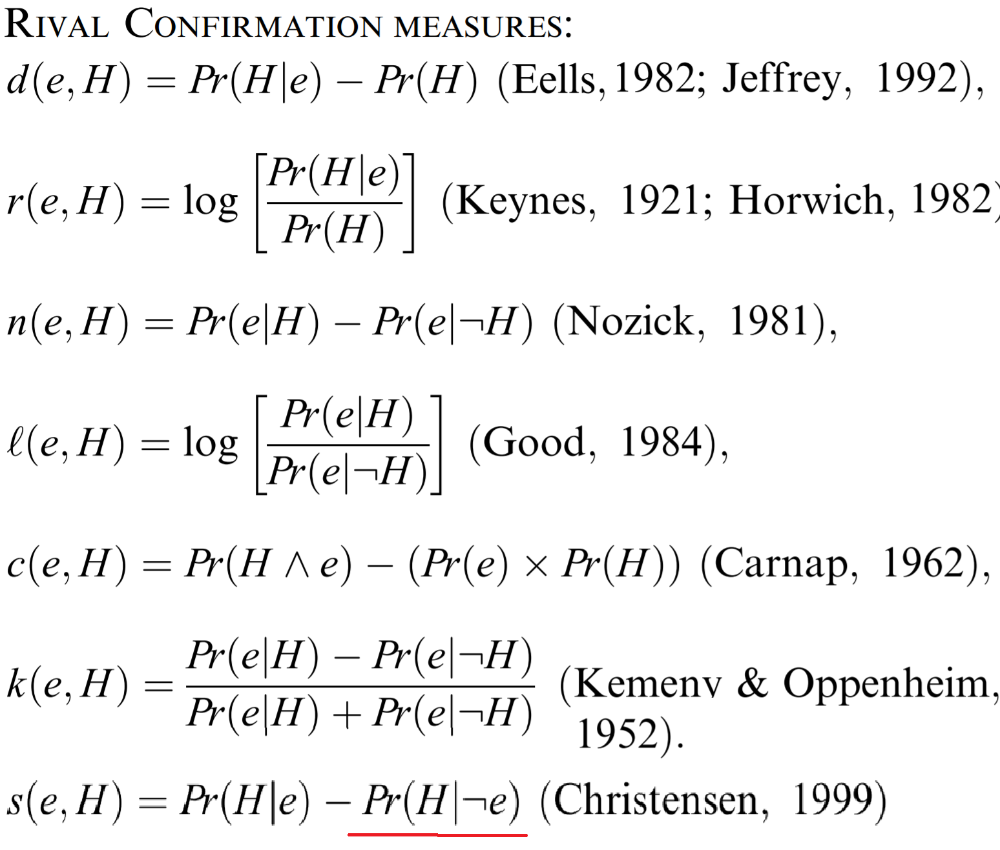 RIVAL CONFIRMATION MEASURES:
d(e, H) = Pr(H|e) − Pr(H) (Eells, 1982; Jeffrey, 1992),
r(e, H) = log [Pr(H|e) / Pr(H)] (Keynes, 1921; Horwich, 1982)
n(e, H) = Pr(e|H) − Pr(e|¬H) (Nozick, 1981),
ℓ(e, H) = log [Pr(e|H) / Pr(e|¬H)] (Good, 1984),
c(e, H) = Pr(H ∧ e) − (Pr(e) × Pr(H)) (Carnap, 1962),
k(e, H) = Pr(e|H) − Pr(e|¬H) / Pr(e|H) + Pr(e|¬H) (Kemeny & Oppenheim,
1952).
s(e, H) = Pr(H|e) − Pr(H|¬e) (Christensen, 1999)